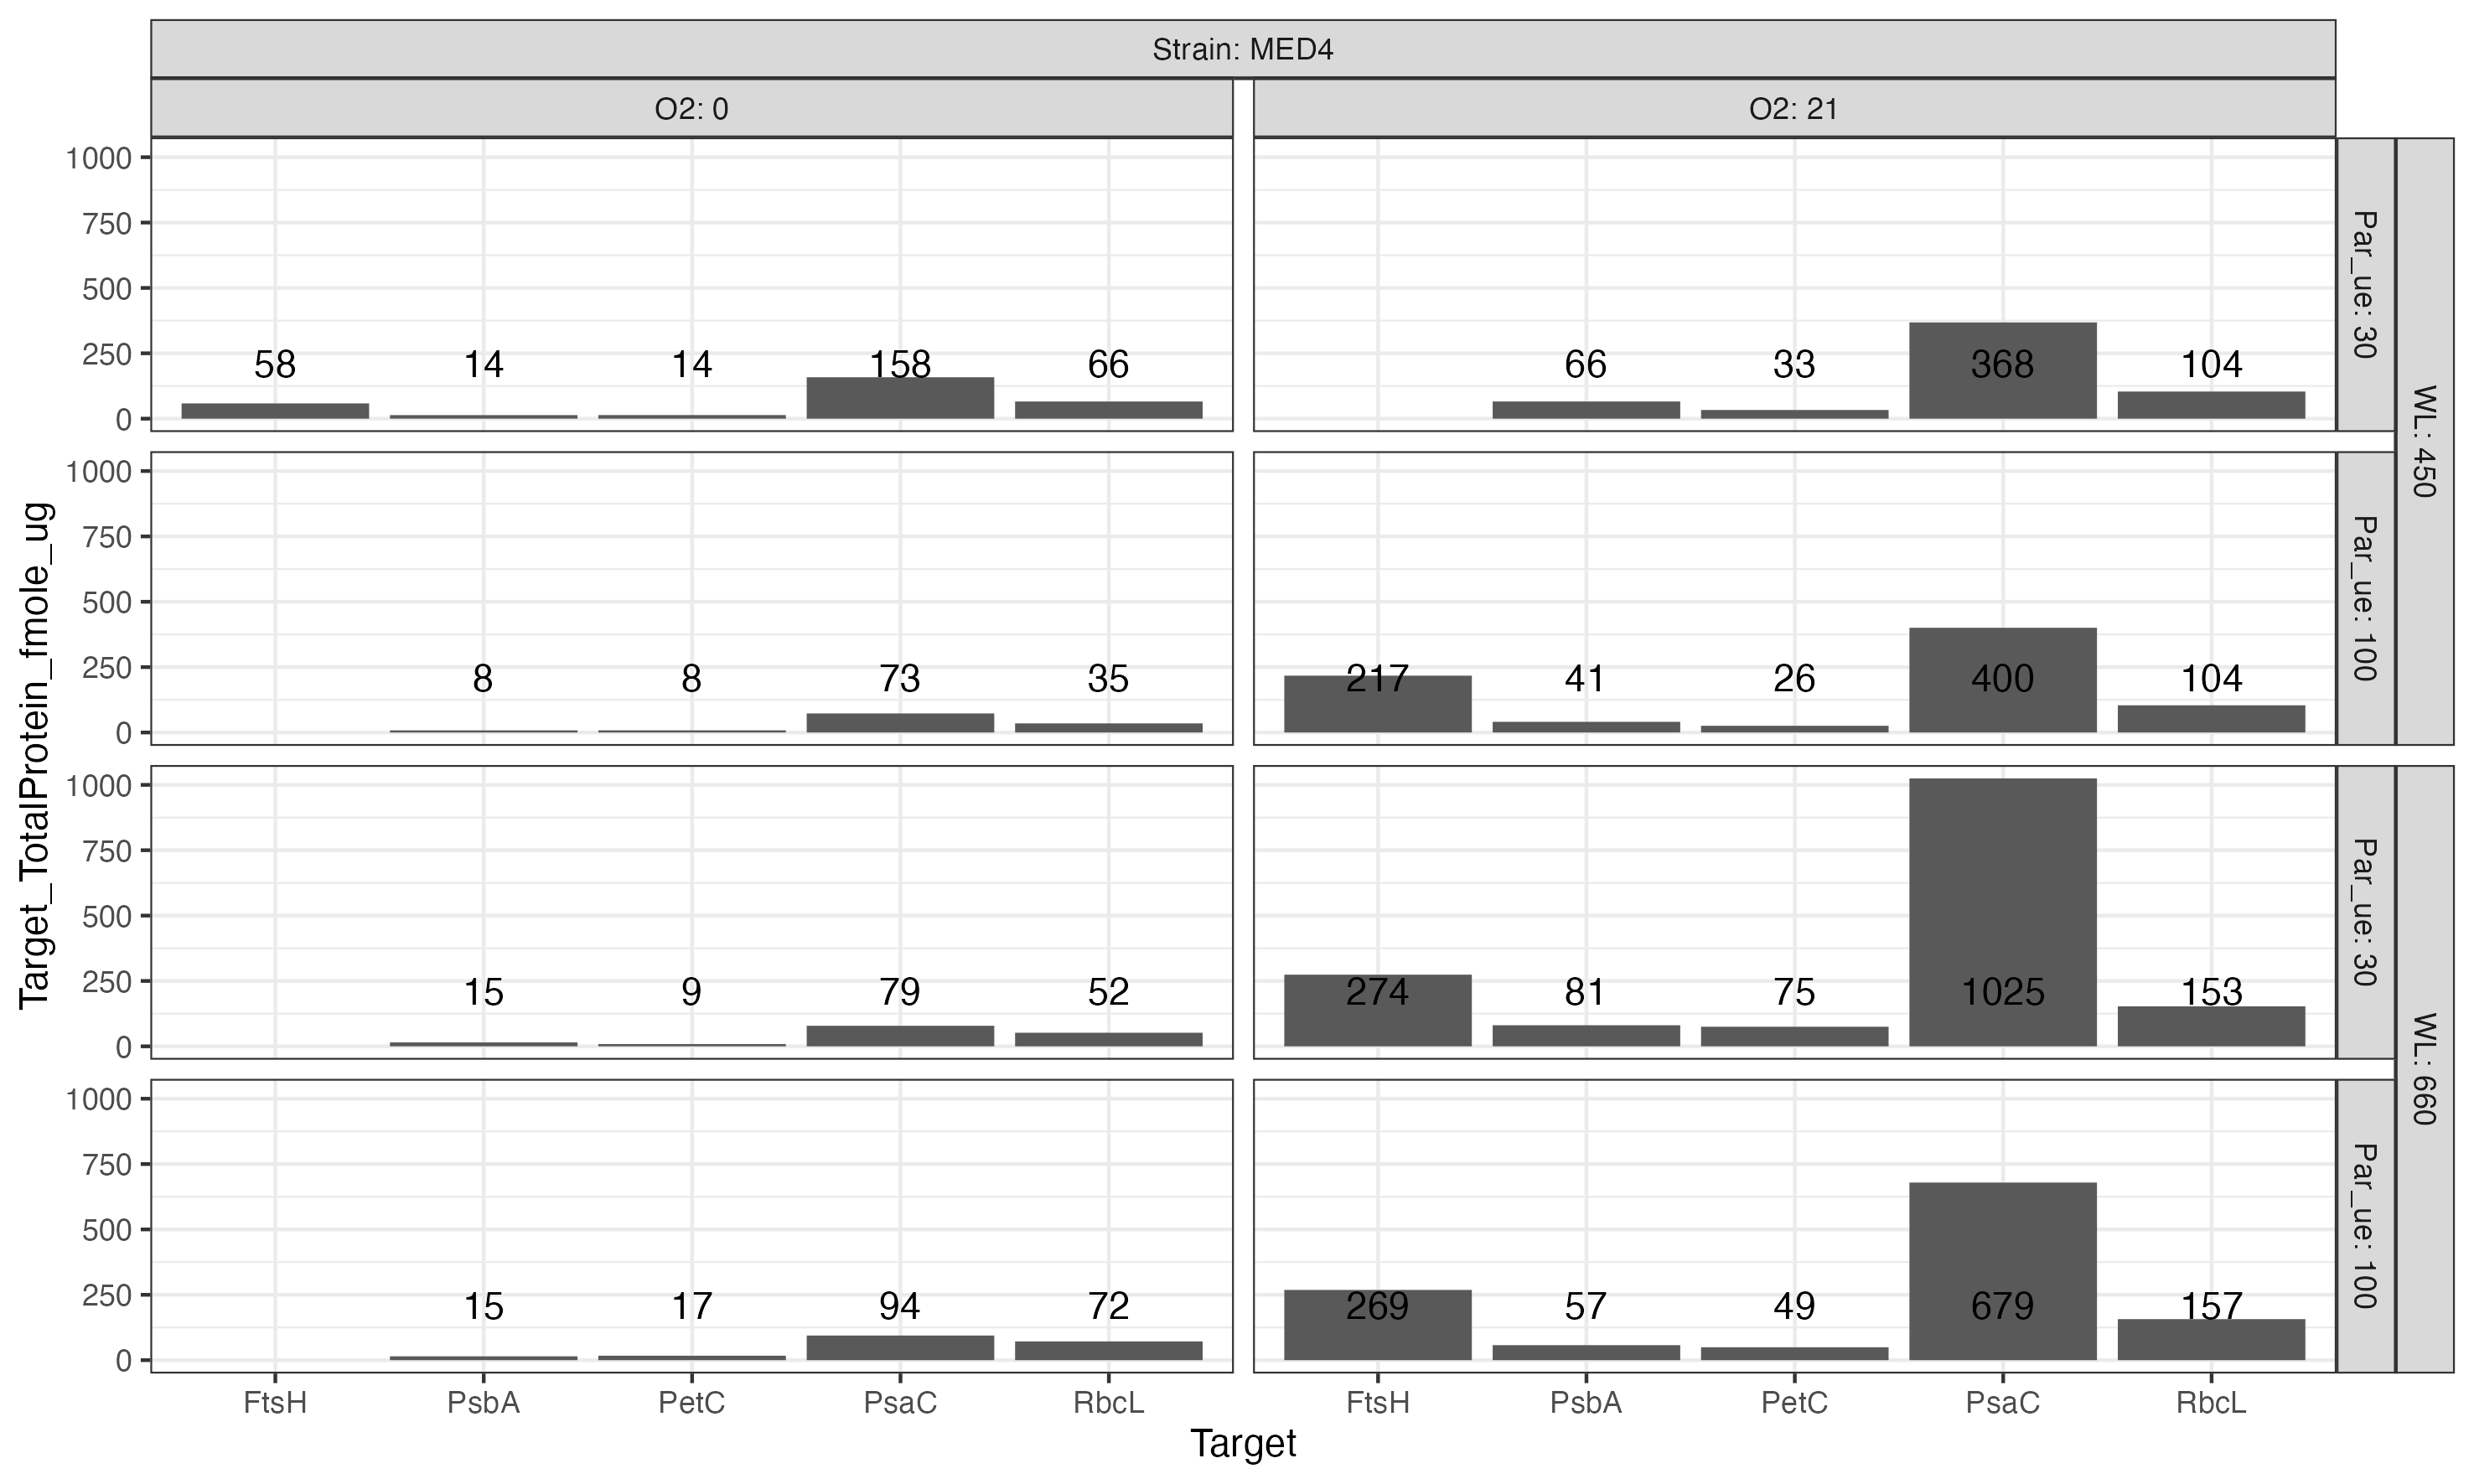 Strain: MED4
O2: 0
O2: 21
1000
750
500
250
0
58 14 14 158 66
66 33 368 104
Par_ue: 30
WL: 450
1000
750
500
250
0
8 8 73 35
217 41 26 400 104
Par_ue: 100
Target_TotalProtein_fmole_ug
1000
750
500
250
0
15 9 79 52
274 81 75 1025 153
Par_ue: 30
WL: 660
1000
750
500
250
0
15 17 94 72
269 57 49 679 157
Par_ue: 100
FtsH PsbA PetC PsaC RbcL
FtsH PsbA PetC PsaC RbcL
Target